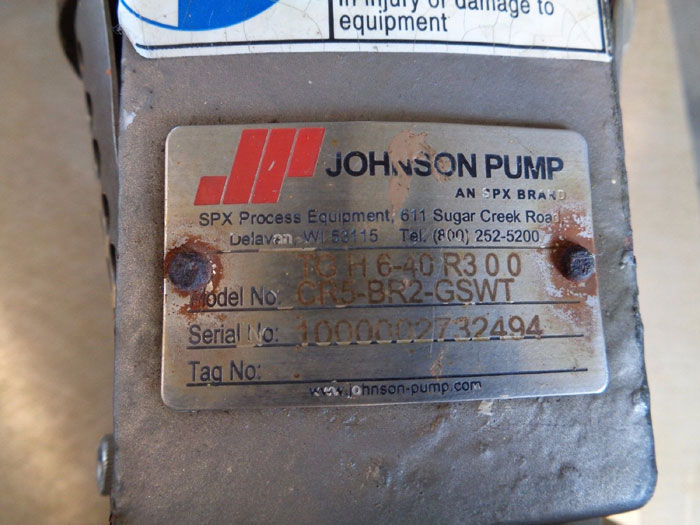 in injury or damage to
equipment
JP JOHNSON PUMP
AN SPX BRAND
SPX Process Equipment, 611 Sugar Creek Road,
Delavan, WI 53115 Tel. (800) 252-5200
TG H 6-40 R3 0 0
Model No: GR5-BR2-GSWT
Serial No: 1000002732494
Tag No:
www.johnson-pump.com